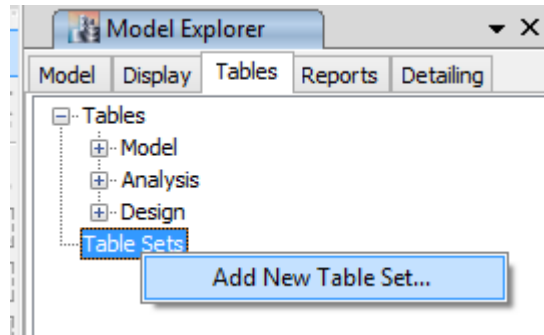 Model Explorer
Model Display Tables Reports Detailing
Tables
Model
Analysis
Design
Table Sets
Add New Table Set...